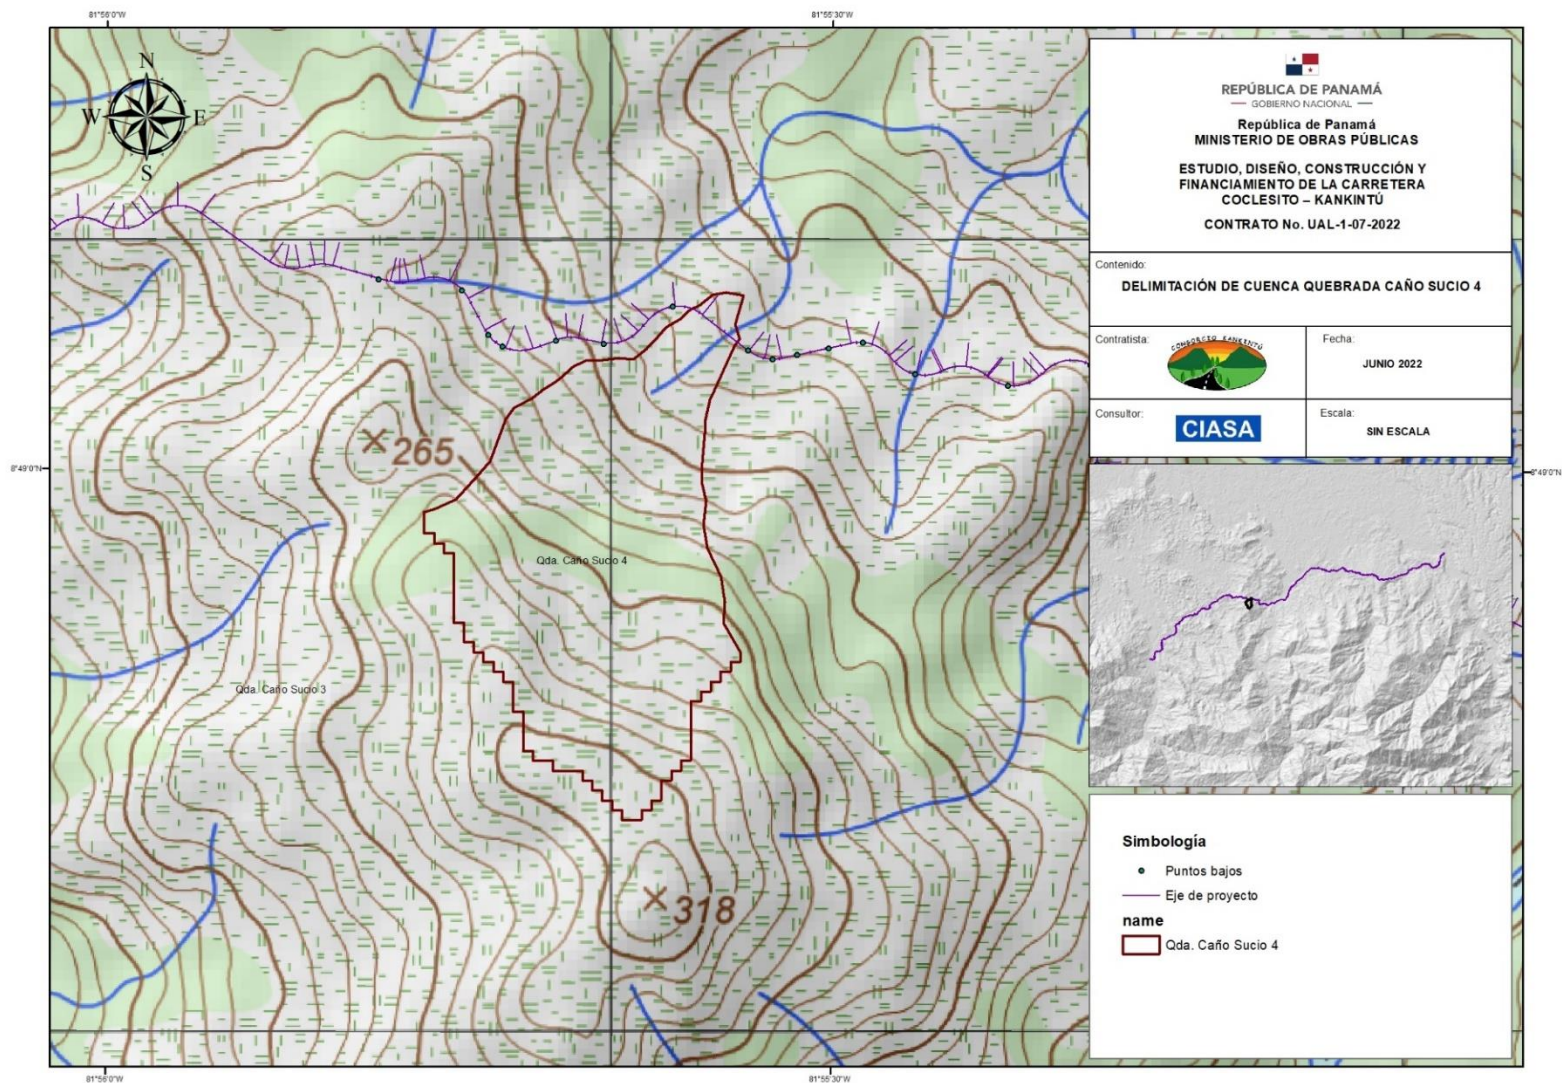 81°56'0"W
81°55'30"W
N
W
E
S
8°49'0"N
8°49'0"N
265
Qda. Caño Sucio 4
Qda. Caño Sucio 3
318
81°56'0"W
81°55'30"W
REPÚBLICA DE PANAMÁ
GOBIERNO NACIONAL
República de Panamá
MINISTERIO DE OBRAS PÚBLICAS
ESTUDIO, DISEÑO, CONSTRUCCIÓN Y
FINANCIAMIENTO DE LA CARRETERA
COCLESITO – KANKINTÚ
CONTRATO No. UAL-1-07-2022
Contenido:
DELIMITACIÓN DE CUENCA QUEBRADA CAÑO SUCIO 4
Contratista:
CONSORCIO KANKINTÚ
Fecha:
JUNIO 2022
Consultor:
CIASA
Escala:
SIN ESCALA
Simbología
Puntos bajos
Eje de proyecto
name
Qda. Caño Sucio 4